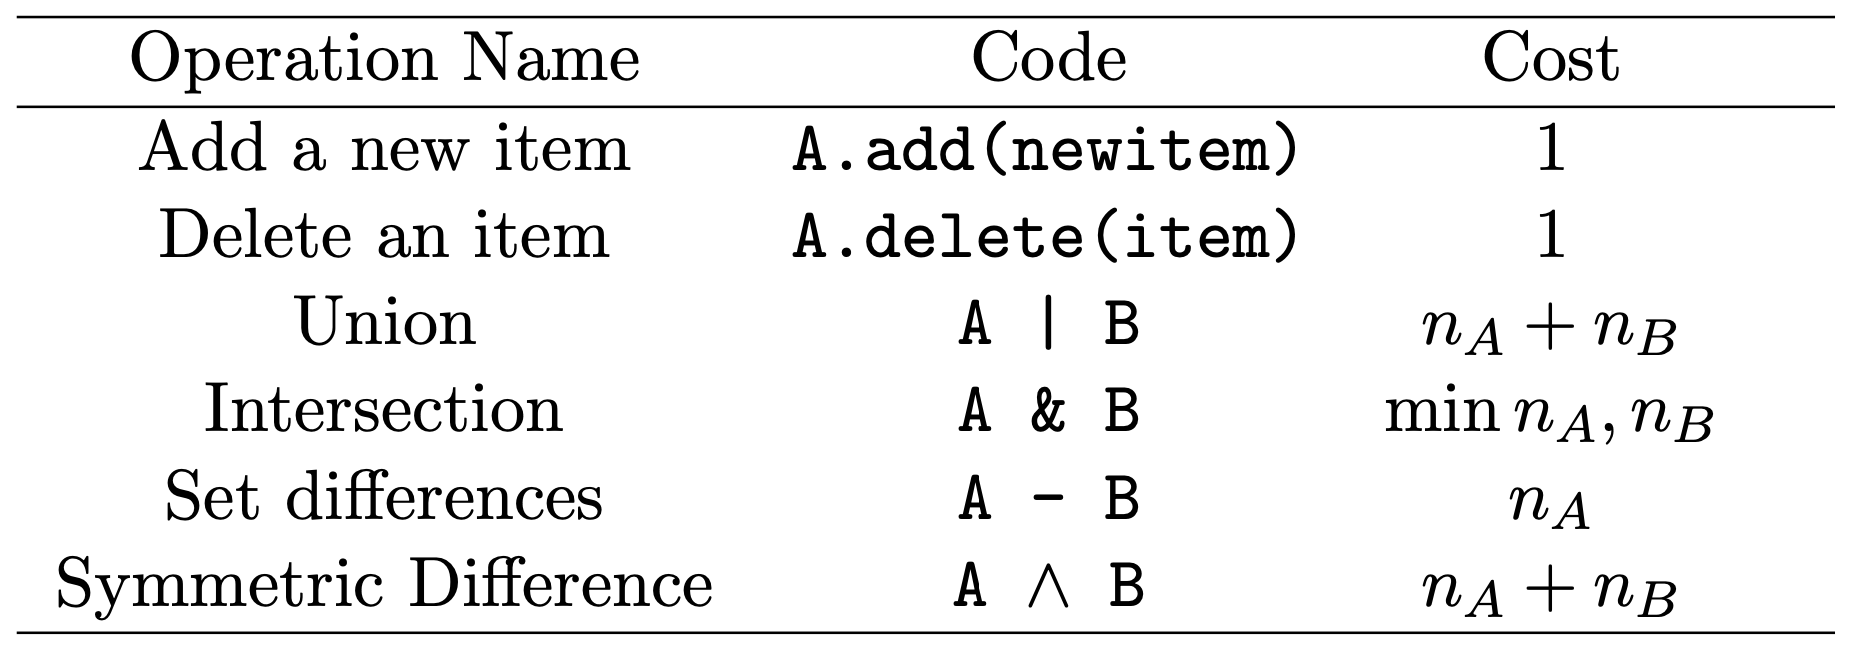 Operation Name Code Cost
Add a new item A.add(newitem) 1
Delete an item A.delete(item) 1
Union A | B n_A + n_B
Intersection A & B min n_A, n_B
Set differences A - B n_A
Symmetric Difference A ∧ B n_A + n_B